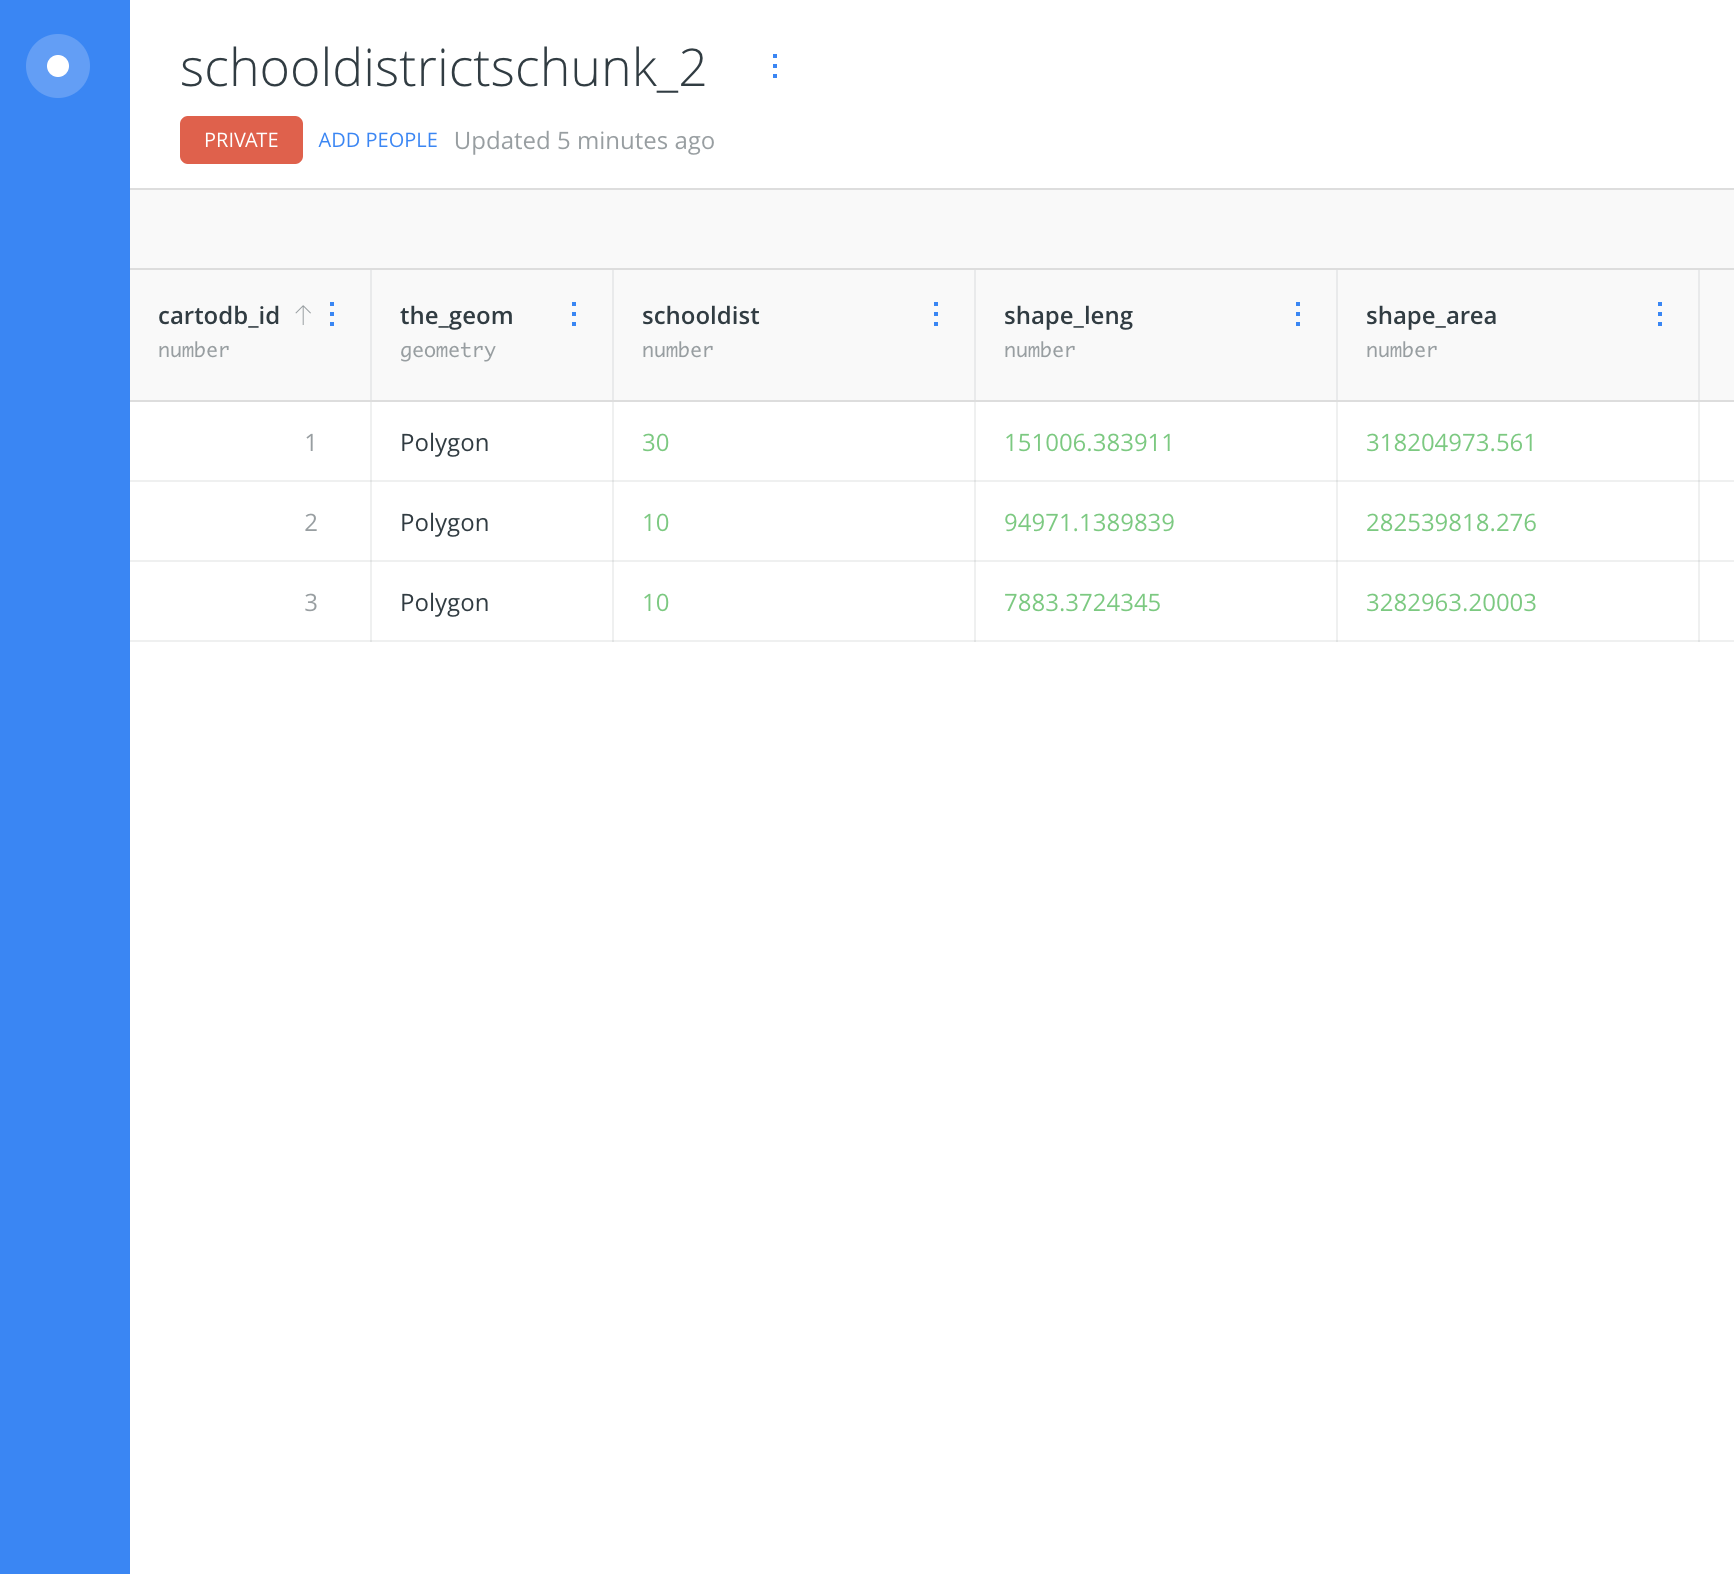 schooldistrictschunk_2
PRIVATE ADD PEOPLE Updated 5 minutes ago
cartodb_id the_geom schooldist shape_leng shape_area
number geometry number number number
1 Polygon 30 151006.383911 318204973.561
2 Polygon 10 94971.1389839 282539818.276
3 Polygon 10 7883.3724345 3282963.20003